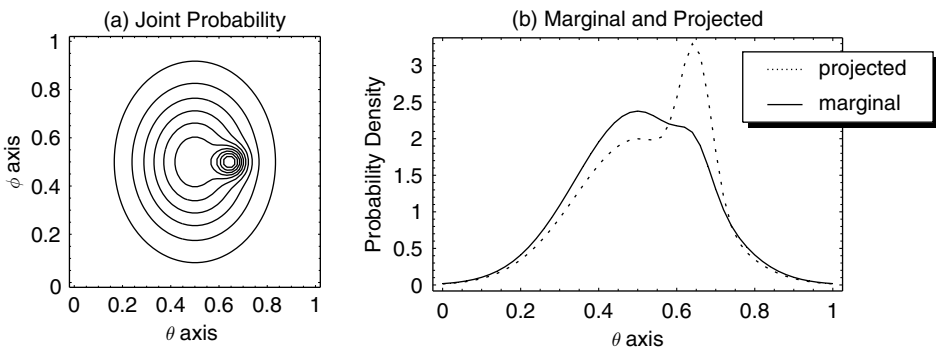 (a) Joint Probability
1
0.8
0.6
0.4
0.2
0
ϕ axis
0 0.2 0.4 0.6 0.8 1
θ axis
(b) Marginal and Projected
3
2.5
2
1.5
1
0.5
0
Probability Density
0 0.2 0.4 0.6 0.8 1
θ axis
projected
marginal